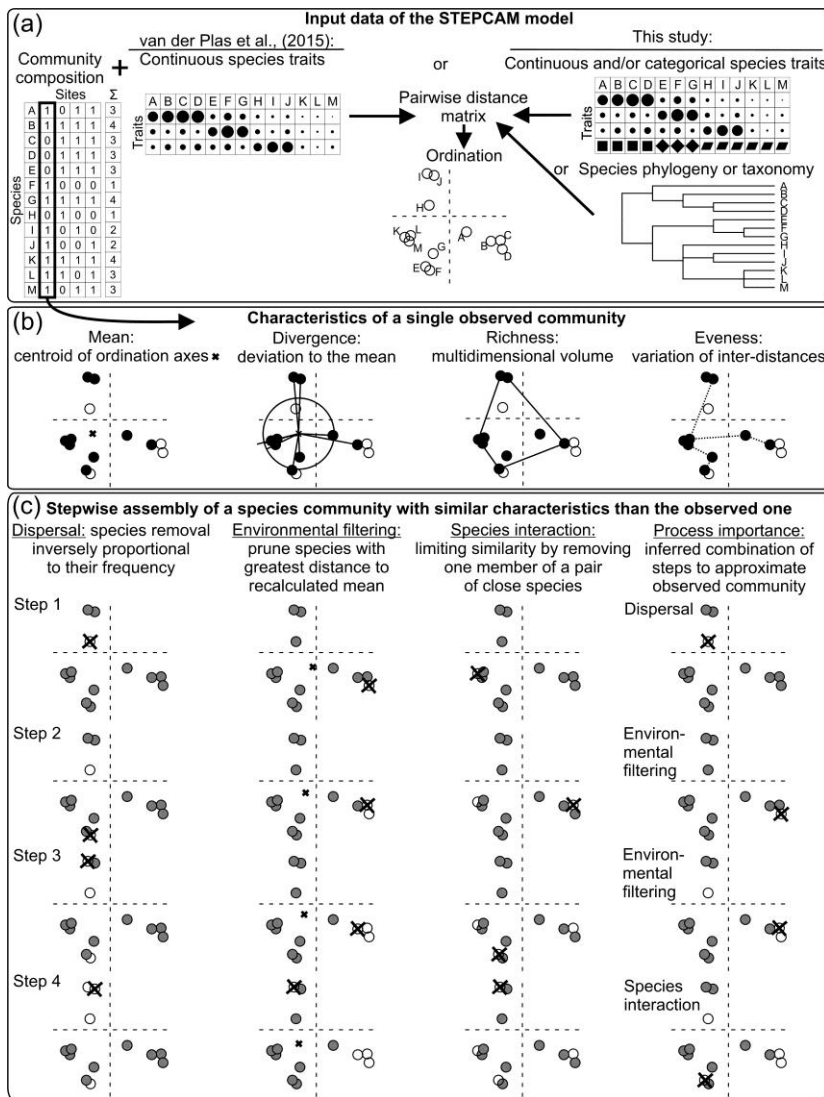 (a)
Input data of the STEPCAM model
Community composition
+
van der Plas et al., (2015):
Continuous species traits
or
This study:
Continuous and/or categorical species traits
Sites Σ
Species
A 1 0 1 1 3
B 1 1 1 1 4
C 0 1 1 1 3
D 0 1 1 1 3
E 0 1 1 1 3
F 1 0 0 0 1
G 1 1 1 1 4
H 0 1 0 0 1
I 1 0 1 0 2
J 1 0 0 1 2
K 1 1 1 1 4
L 1 0 1 1 3
M 1 0 1 1 3
A B C D E F G H I J K L M
Traits
Pairwise distance
matrix
Ordination
I J
H
K L
M G A B C
D
E F
A B C D E F G H I J K L M
Traits
or Species phylogeny or taxonomy
A
B
C
D
E
F
G
H
I
J
K
L
M
(b)
Characteristics of a single observed community
Mean:
centroid of ordination axes ×
Divergence:
deviation to the mean
Richness:
multidimensional volume
Eveness:
variation of inter-distances
(c)
Stepwise assembly of a species community with similar characteristics than the observed one
Dispersal: species removal
inversely proportional
to their frequency
Environmental filtering:
prune species with
greatest distance to
recalculated mean
Species interaction:
limiting similarity by removing
one member of a pair
of close species
Process importance:
inferred combination of
steps to approximate
observed community
Step 1
Dispersal
Step 2
Environ-
mental
filtering
Step 3
Environ-
mental
filtering
Step 4
Species
interaction